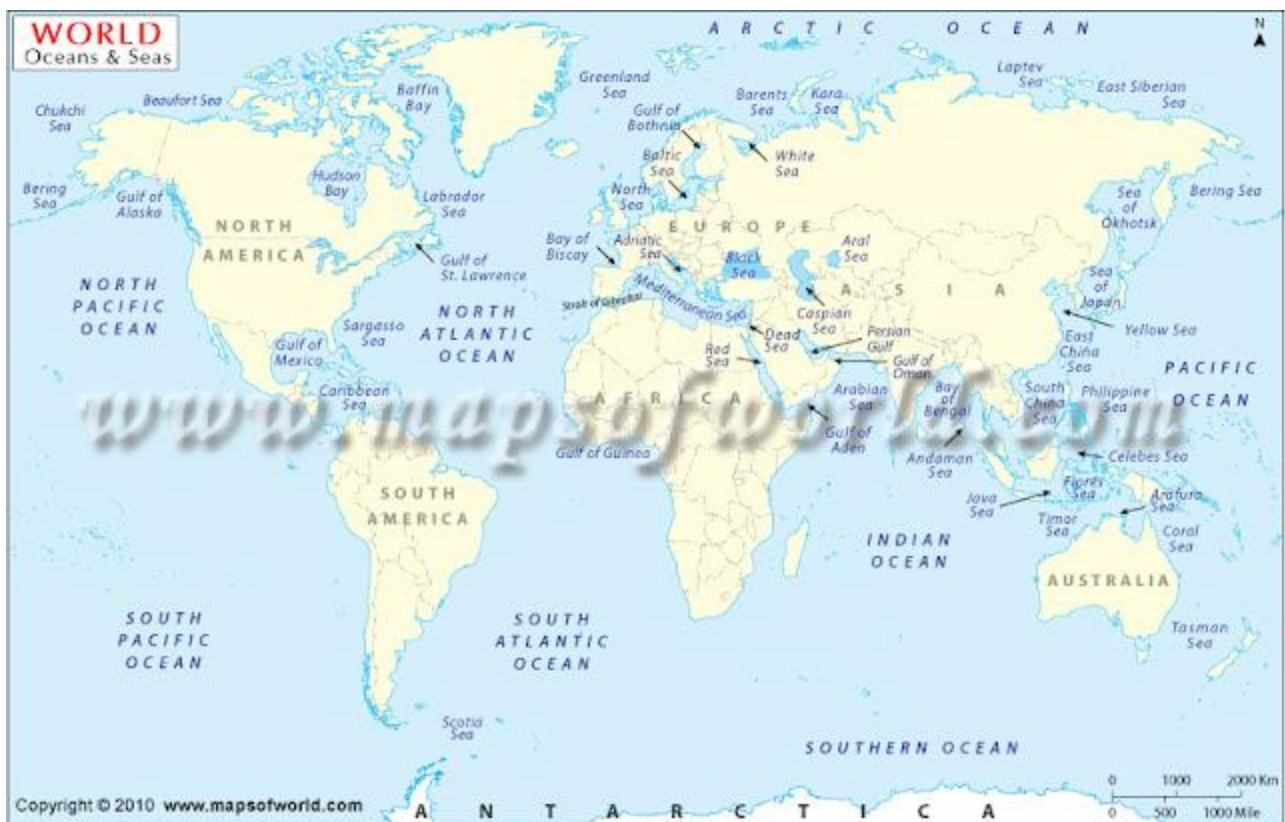 WORLD
Oceans & Seas
A R C T I C O C E A N
N
Chukchi
Sea
Beaufort Sea
Baffin
Bay
Greenland
Sea
Barents
Sea
Kara
Sea
Laptev
Sea
East Siberian
Sea
Gulf of
Bothnia
Baltic
Sea
White
Sea
Bering
Sea
Gulf of
Alaska
Hudson
Bay
Labrador
Sea
North
Sea
Sea
of
Okhotsk
Bering Sea
NORTH
AMERICA
EUROPE
Bay of
Biscay
Adriatic
Sea
Black
Sea
Aral
Sea
Gulf of
St. Lawrence
NORTH
PACIFIC
OCEAN
NORTH
ATLANTIC
OCEAN
Strait of Gibraltar
Mediterranean Sea
Caspian
Sea
ASIA
Sea
of
Japan
Yellow Sea
Sargasso
Sea
Gulf of
Mexico
Dead
Sea
Persian
Gulf
Red
Sea
Gulf of
Oman
East
China
Sea
PACIFIC
OCEAN
Caribbean
Sea
AFRICA
Arabian
Sea
Bay
of
Bengal
South
China
Sea
Philippine
Sea
www.mapsofworld.com
Gulf of Guinea
Gulf of
Aden
Andaman
Sea
Celebes Sea
SOUTH
AMERICA
Java
Sea
Flores
Sea
Arafura
Sea
Timor
Sea
Coral
Sea
INDIAN
OCEAN
AUSTRALIA
SOUTH
PACIFIC
OCEAN
SOUTH
ATLANTIC
OCEAN
Tasman
Sea
Scotia
Sea
SOUTHERN OCEAN
0 1000 2000 Km
0 500 1000 Mile
Copyright © 2010 www.mapsofworld.com
A N T A R C T I C A